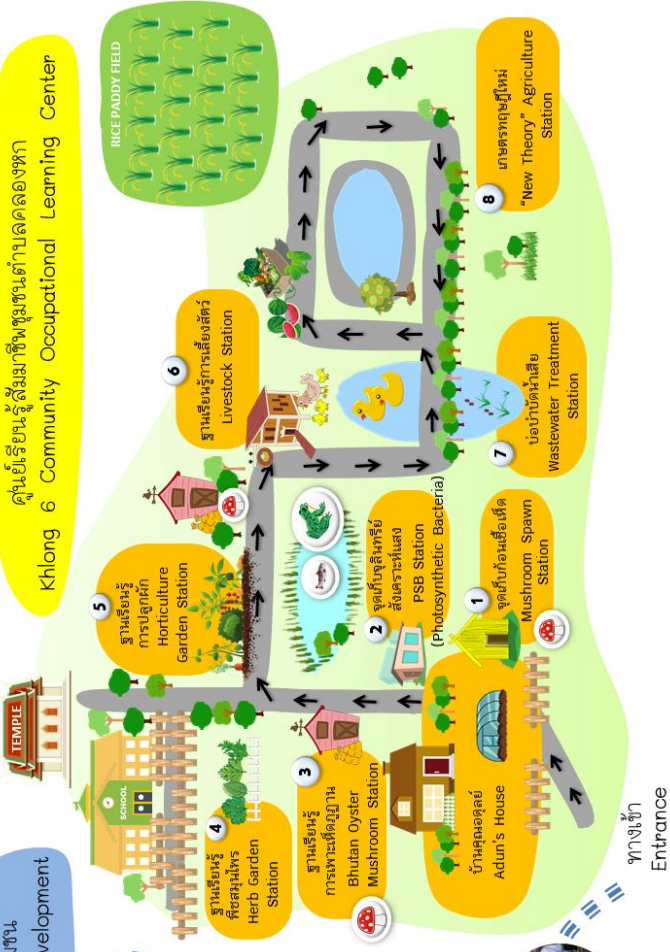 ศูนย์เรียนรู้สัมมาชีพชุมชนตำบลคลองหก
Khlong 6 Community Occupational Learning Center
RICE PADDY FIELD
TEMPLE
SCHOOL
ชุมชน
velopment
1
จุดเก็บก้อนเชื้อเห็ด
Mushroom Spawn
Station
2
จุดเก็บจุลินทรีย์
สังเคราะห์แสง
PSB Station
(Photosynthetic Bacteria)
3
ฐานเรียนรู้
การเพาะเห็ดภูฏาน
Bhutan Oyster
Mushroom Station
4
ฐานเรียนรู้
พืชสมุนไพร
Herb Garden
Station
5
ฐานเรียนรู้
การปลูกผัก
Horticulture
Garden Station
6
ฐานเรียนรู้การเลี้ยงสัตว์
Livestock Station
7
บ่อบำบัดน้ำเสีย
Wastewater Treatment
Station
8
เกษตรทฤษฎีใหม่
"New Theory" Agriculture
Station
บ้านคุณอดุลย์
Adun's House
ทางเข้า
Entrance